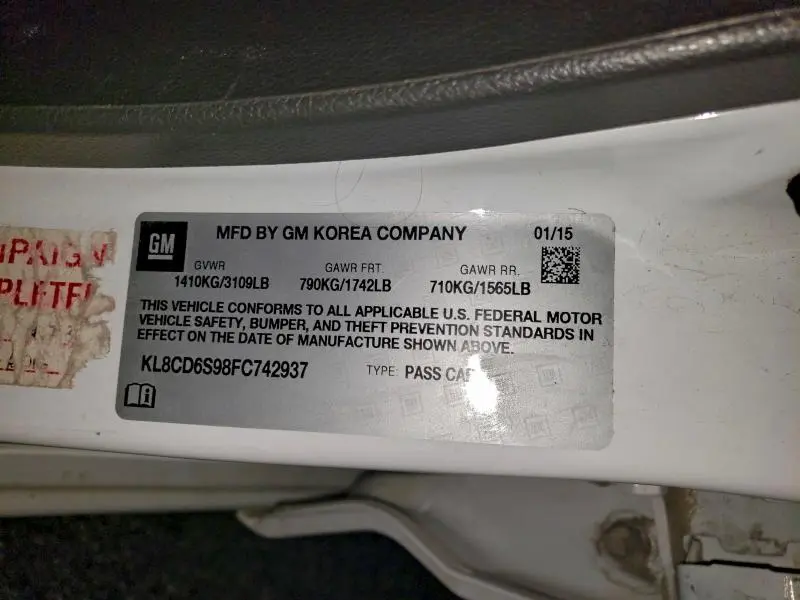 GM
MFD BY GM KOREA COMPANY 01/15
GVWR GAWR FRT. GAWR RR.
1410KG/3109LB 790KG/1742LB 710KG/1565LB
THIS VEHICLE CONFORMS TO ALL APPLICABLE U.S. FEDERAL MOTOR
VEHICLE SAFETY, BUMPER, AND THEFT PREVENTION STANDARDS IN
EFFECT ON THE DATE OF MANUFACTURE SHOWN ABOVE.
KL8CD6S98FC742937 TYPE: PASS CA